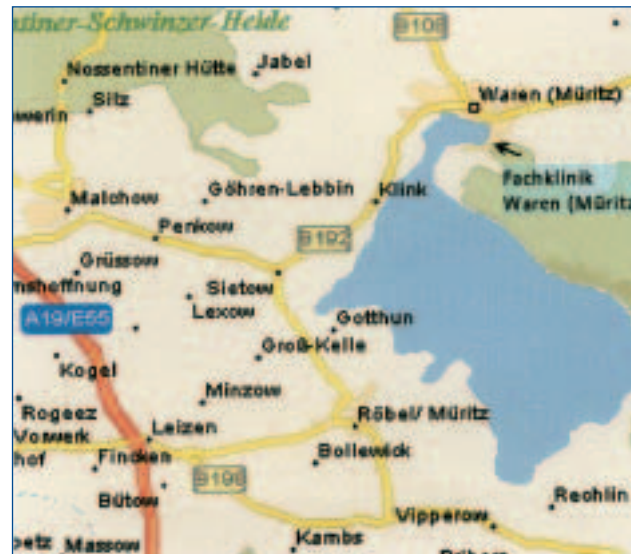 tiner-Schwinzer-Heide
B108
Jabel
Nossentiner Hütte
Silz
Waren (Müritz)
werin
Fachklinik
Waren (Müritz
Malchow
Göhren-Lebbin
Klink
Penkow
B192
Grüssow
mshoffnung
Sietow
Lexow
A19/E55
Gotthun
Groß-Kelle
Kogel
Minzow
Rogeez
Röbel/ Müritz
Vorwerk
Leizen
hof
Fincken
Bollewick
B198
Bütow
Rechlin
Vipperow
Kambs
oetz
Massow